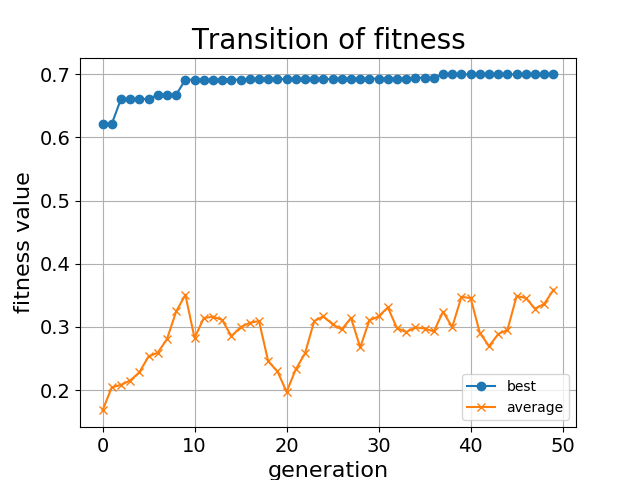 Transition of fitness
0.7
0.6
0.5
0.4
0.3
0.2
fitness value
0 10 20 30 40 50
generation
best
average